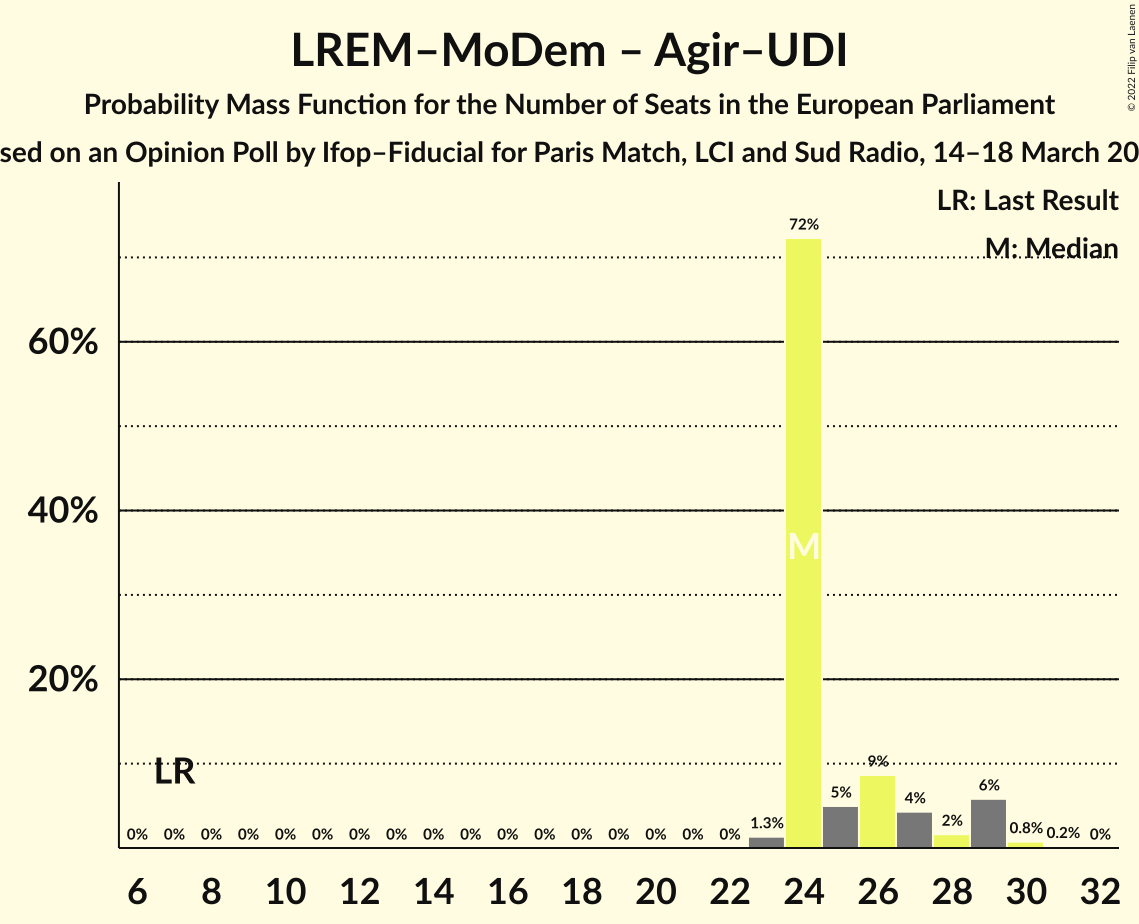 LREM–MoDem – Agir–UDI
Probability Mass Function for the Number of Seats in the European Parliament
sed on an Opinion Poll by Ifop–Fiducial for Paris Match, LCI and Sud Radio, 14–18 March 20
© 2022 Filip van Laenen
LR: Last Result
M: Median
72%
60%
40%
M
20%
LR
0% 0% 0% 0% 0% 0% 0% 0% 0% 0% 0% 0% 0% 0% 0% 0% 0% 1.3% 5% 9% 4% 2% 6% 0.8% 0.2% 0%
6 8 10 12 14 16 18 20 22 24 26 28 30 32